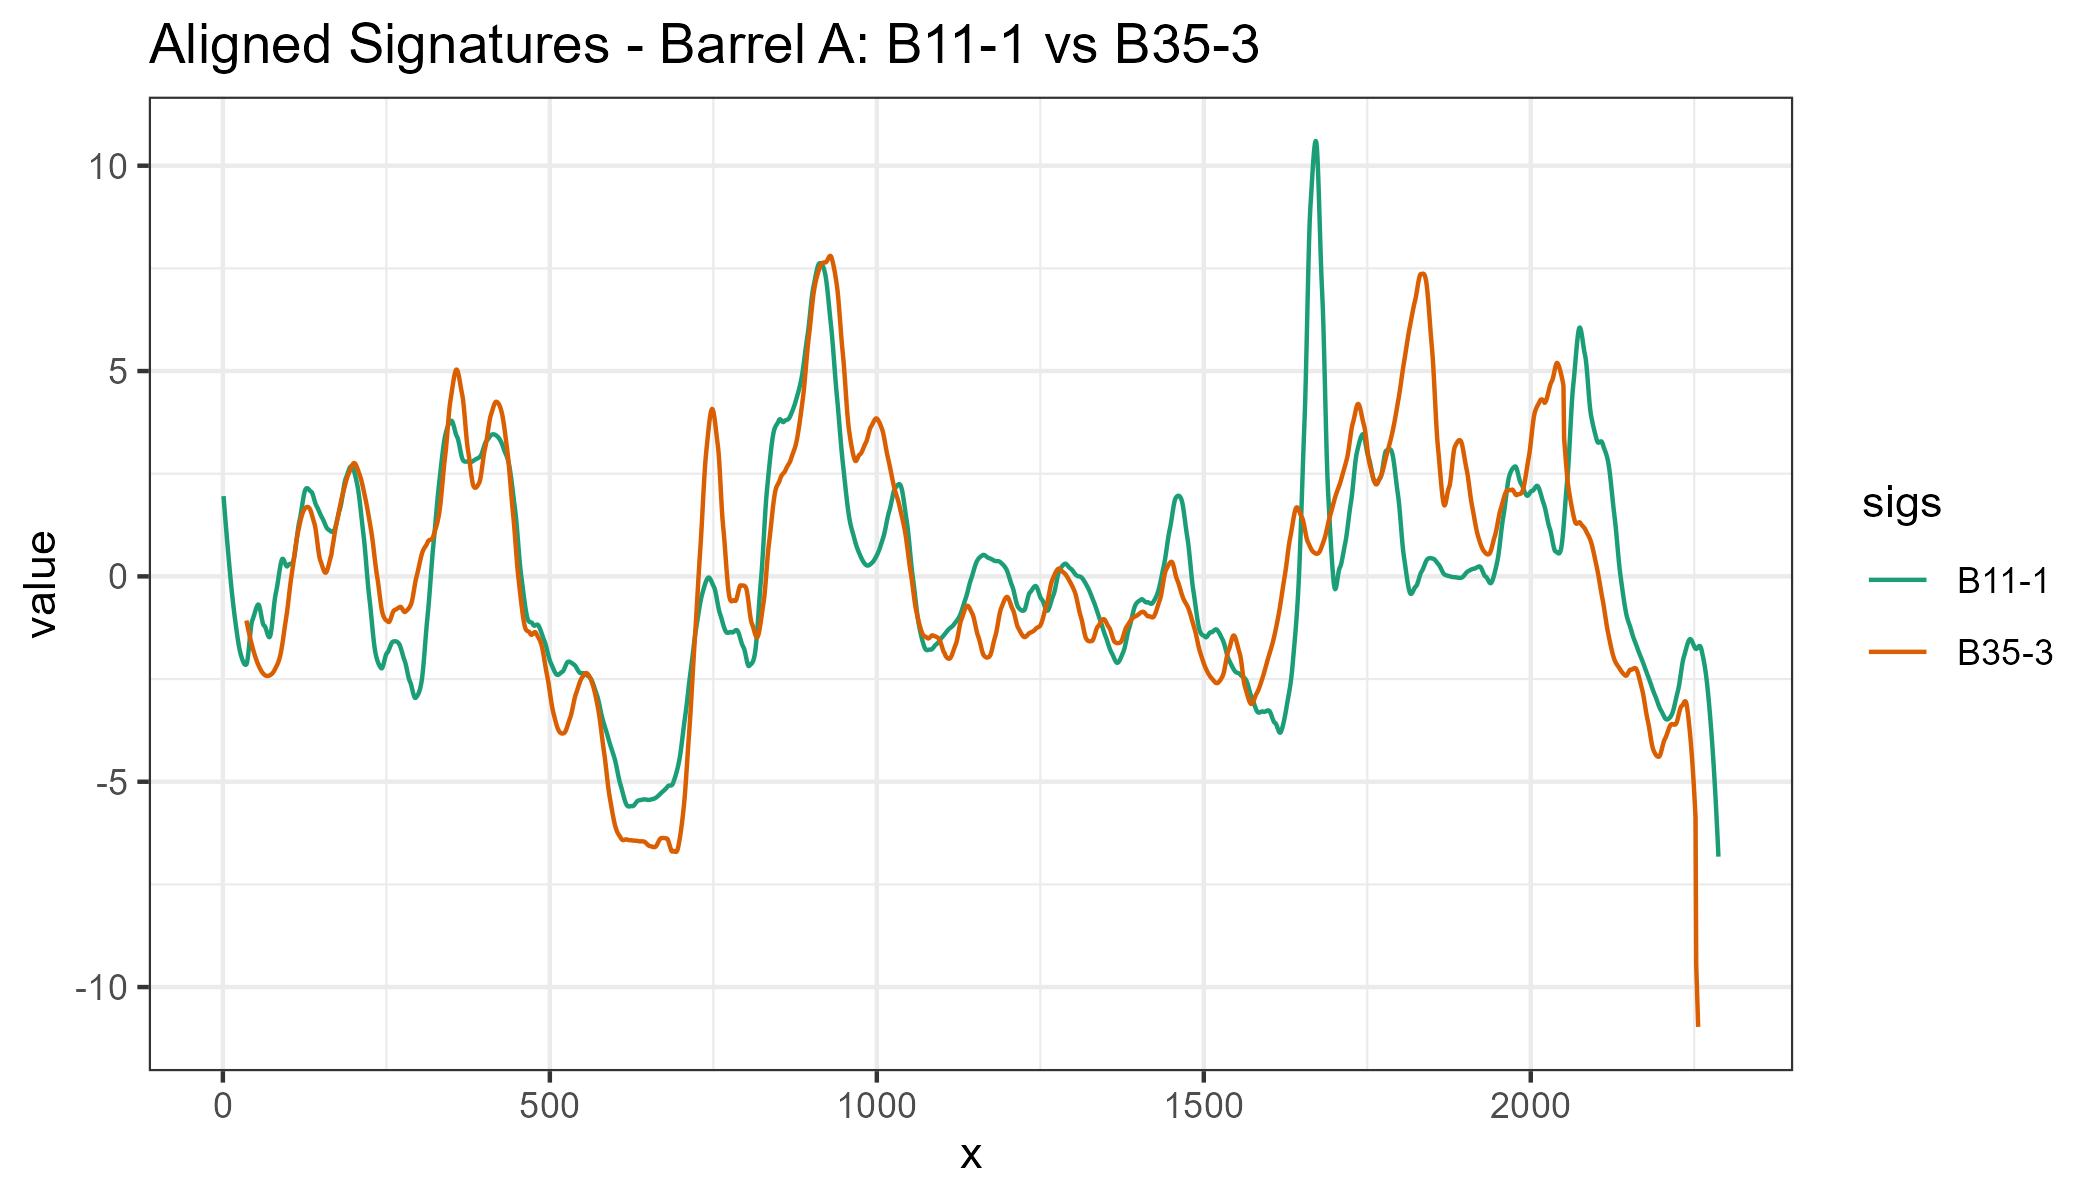 Aligned Signatures - Barrel A: B11-1 vs B35-3
value
10
5
0
-5
-10
0 500 1000 1500 2000
x
sigs
B11-1
B35-3